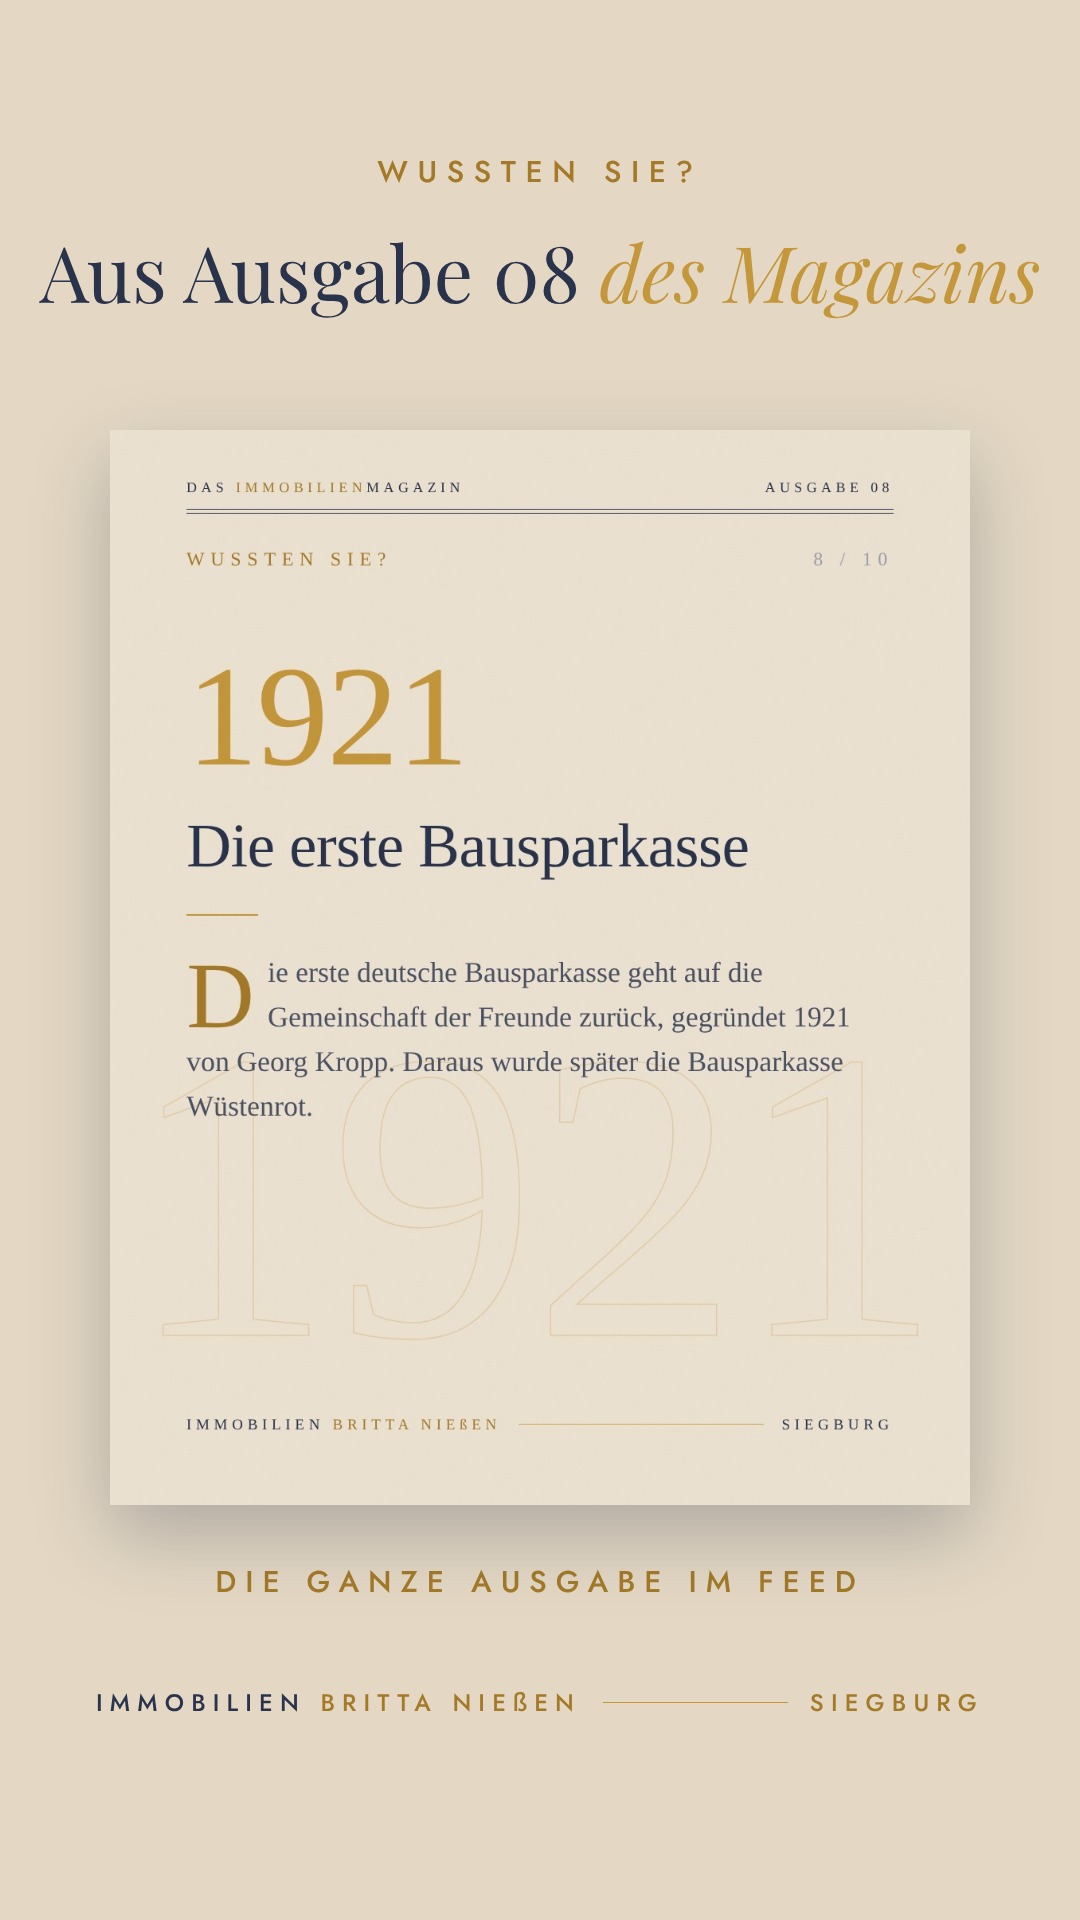 WUSSTEN SIE?
Aus Ausgabe 08 des Magazins
DAS IMMOBILIENMAGAZIN
AUSGABE 08
WUSSTEN SIE?
8 / 10
1921
Die erste Bausparkasse
Die erste deutsche Bausparkasse geht auf die
Gemeinschaft der Freunde zurück, gegründet 1921
von Georg Kropp. Daraus wurde später die Bausparkasse
Wüstenrot.
1921
IMMOBILIEN BRITTA NIEßEN
SIEGBURG
DIE GANZE AUSGABE IM FEED
IMMOBILIEN BRITTA NIEßEN
SIEGBURG